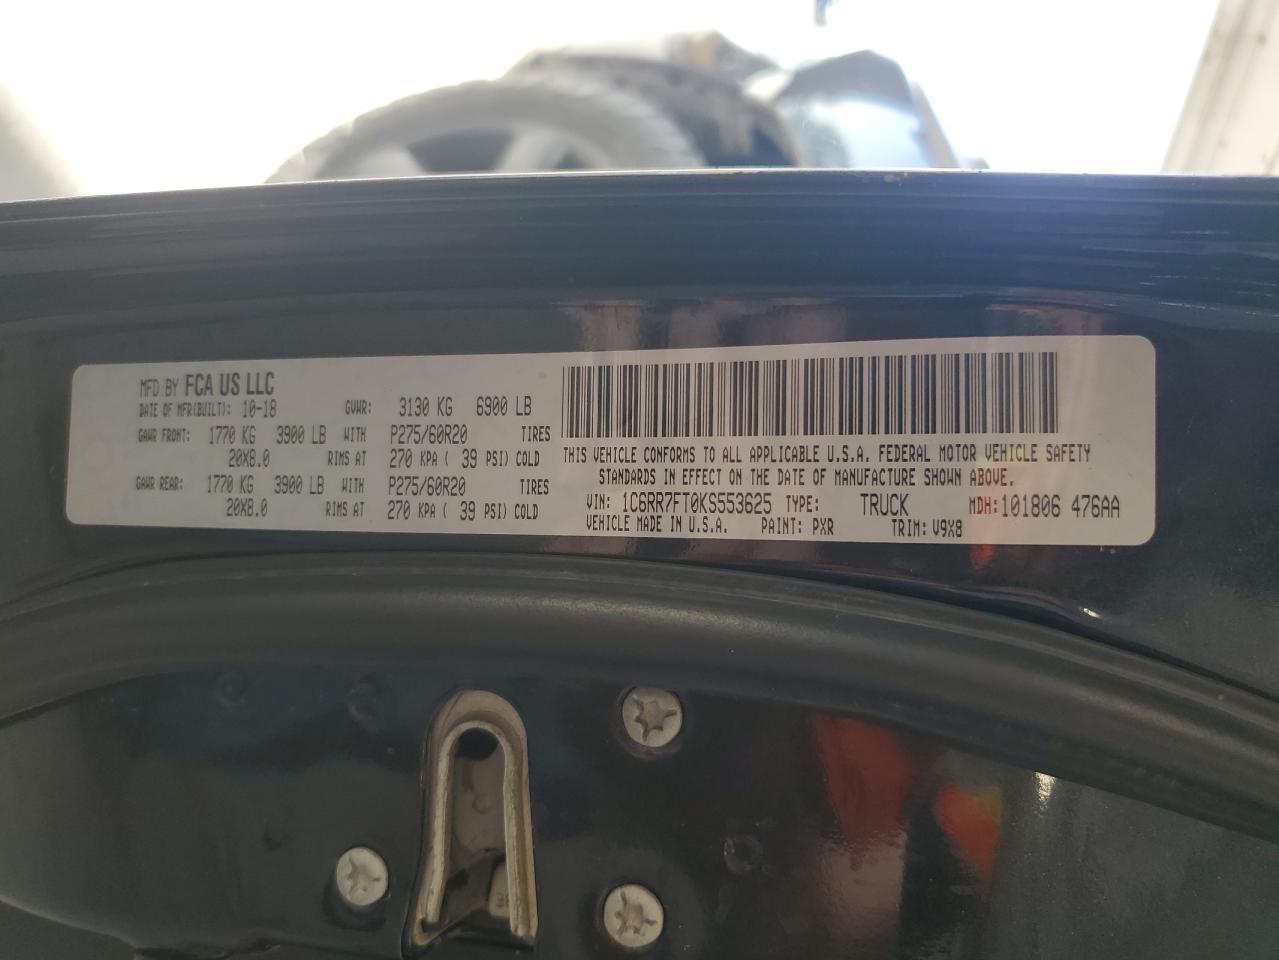 MFD BY FCA US LLC
DATE OF MFR(BUILT): 10-18 GVWR: 3130 KG 6900 LB
GAWR FRONT: 1770 KG 3900 LB WITH P275/60R20 TIRES
20X8.0 RIMS AT 270 KPA ( 39 PSI) COLD
GAWR REAR: 1770 KG 3900 LB WITH P275/60R20 TIRES
20X8.0 RIMS AT 270 KPA ( 39 PSI) COLD
THIS VEHICLE CONFORMS TO ALL APPLICABLE U.S.A. FEDERAL MOTOR VEHICLE SAFETY
STANDARDS IN EFFECT ON THE DATE OF MANUFACTURE SHOWN ABOVE.
VIN: 1C6RR7FT0KS553625 TYPE: TRUCK MDH:101806 476AA
VEHICLE MADE IN U.S.A. PAINT: PXR TRIM: V9X8